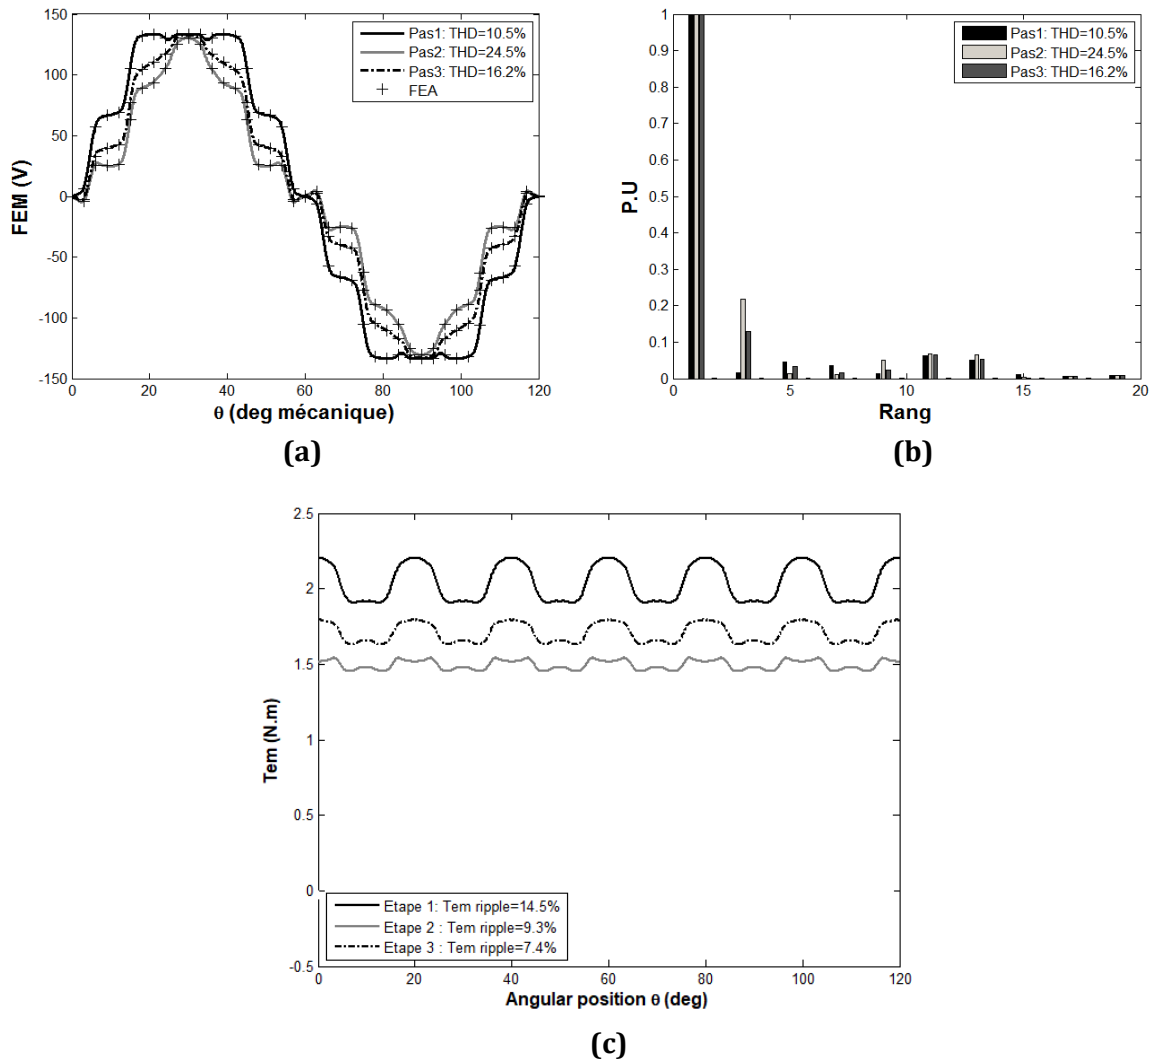 150
100
50
0
-50
-100
-150
FEM (V)
0
20
40
60
80
100
120
θ (deg mécanique)
Pas1: THD=10.5%
Pas2: THD=24.5%
Pas3: THD=16.2%
FEA
(a)
1
0.9
0.8
0.7
0.6
0.5
0.4
0.3
0.2
0.1
0
P.U
0
5
10
15
20
Rang
Pas1: THD=10.5%
Pas2: THD=24.5%
Pas3: THD=16.2%
(b)
2.5
2
1.5
1
0.5
0
-0.5
Tem (N.m)
Etape 1: Tem ripple=14.5%
Etape 2 : Tem ripple=9.3%
Etape 3 : Tem ripple=7.4%
0
20
40
60
80
100
120
Angular position θ (deg)
(c)